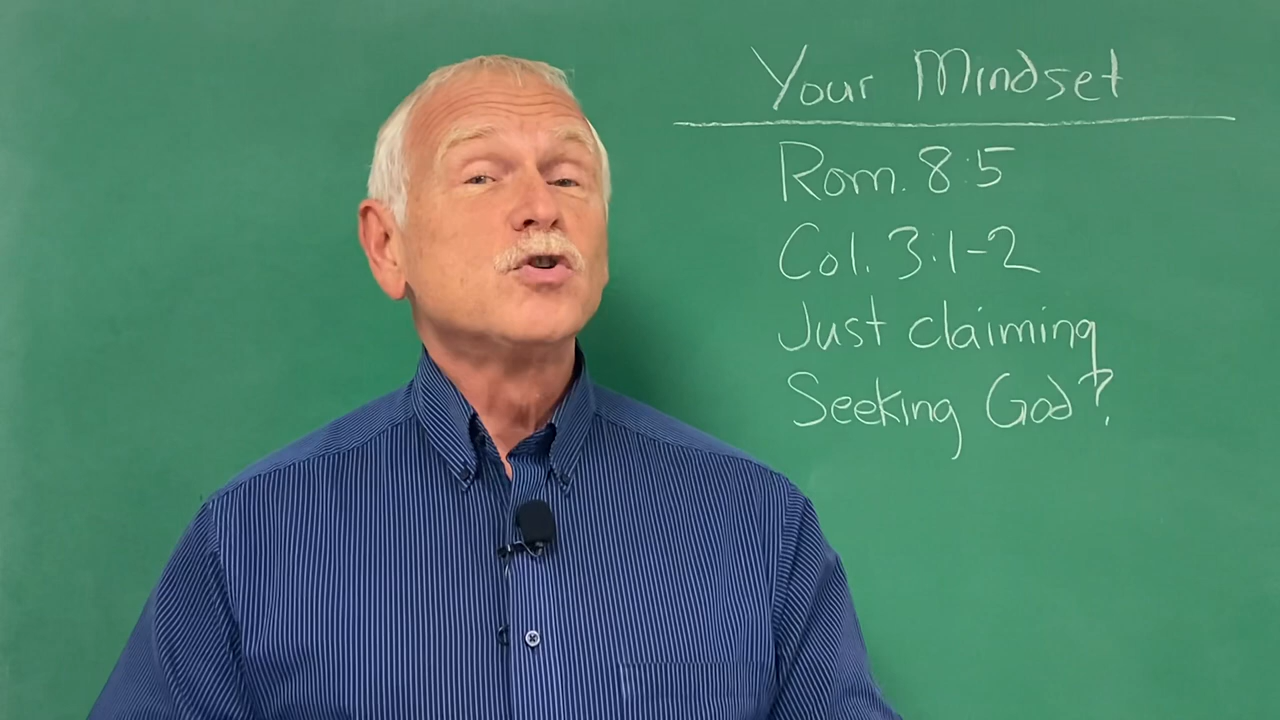 Your Mindset
Rom. 8:5
Col. 3:1-2
Just claiming
Seeking God?